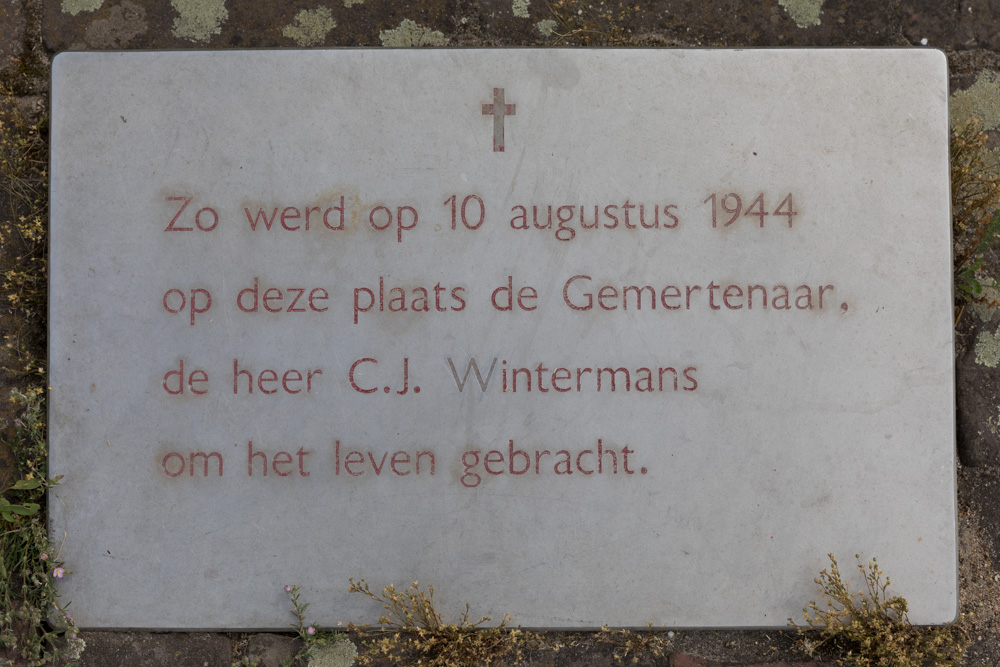 Zo werd op 10 augustus 1944
op deze plaats de Gemertenaar,
de heer C.J. Wintermans
om het leven gebracht.